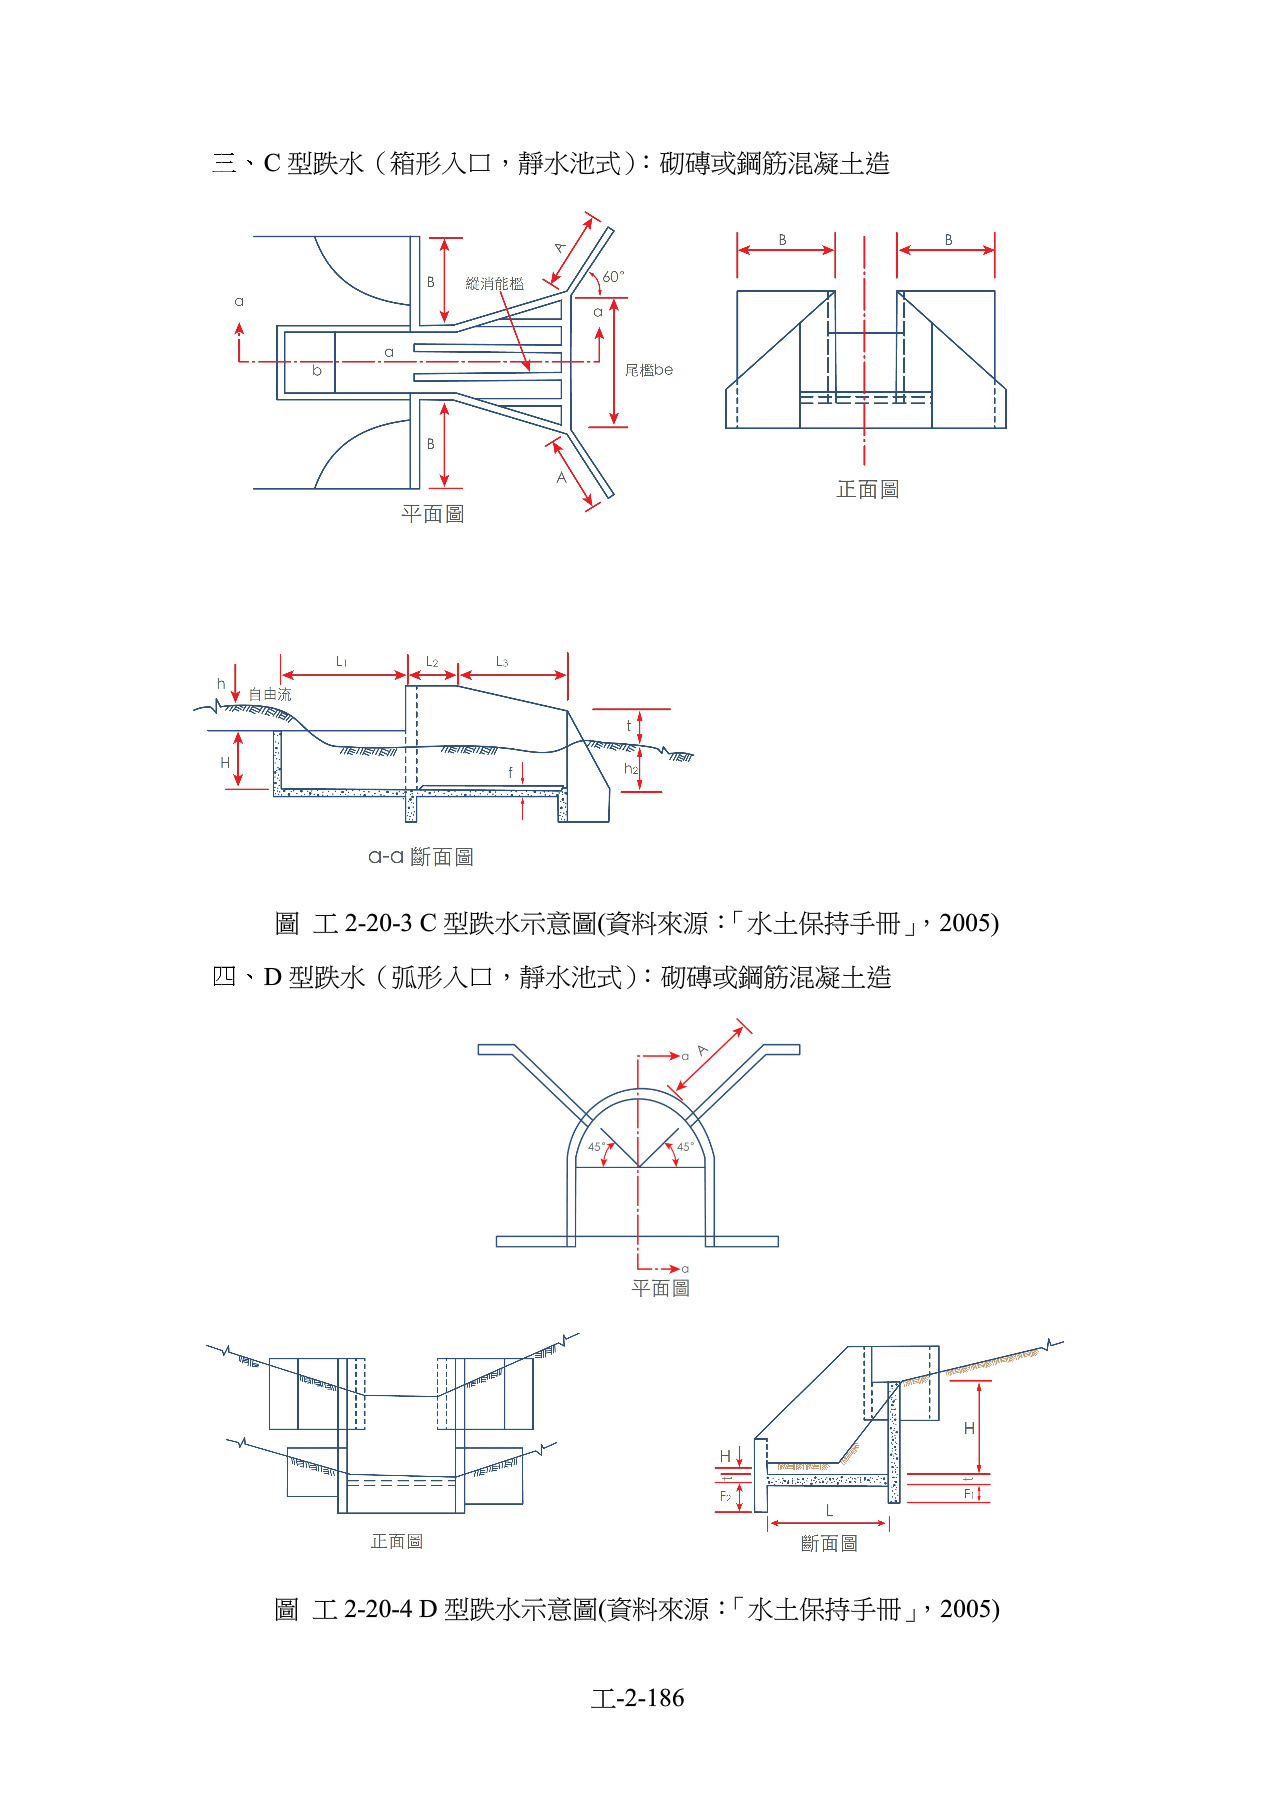 三、C 型跌水（箱形入口，靜水池式）：砌磚或鋼筋混凝土造
A
60°
B
縱消能檻
a
a
a
b
尾檻be
B
A
平面圖
B
B
正面圖
L1
L2
L3
h
自由流
t
H
f
h2
a-a 斷面圖
圖 工 2-20-3 C 型跌水示意圖(資料來源：「水土保持手冊」，2005)
四、D 型跌水（弧形入口，靜水池式）：砌磚或鋼筋混凝土造
a
A
45°
45°
a
平面圖
正面圖
H
H
t
t
F2
F1
L
斷面圖
圖 工 2-20-4 D 型跌水示意圖(資料來源：「水土保持手冊」，2005)
工-2-186